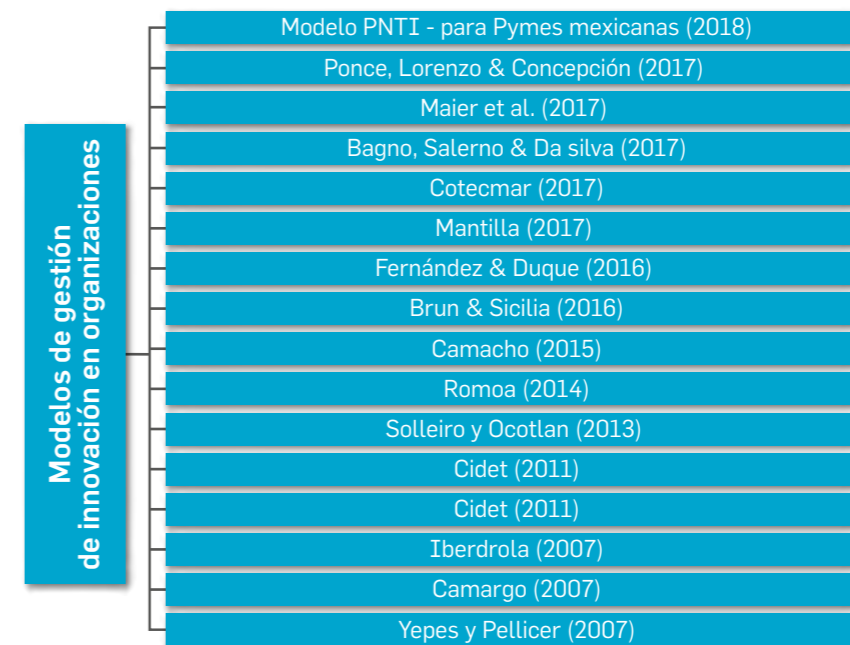 Modelos de gestión
de innovación en organizaciones
Modelo PNTI - para Pymes mexicanas (2018)
Ponce, Lorenzo & Concepción (2017)
Maier et al. (2017)
Bagno, Salerno & Da silva (2017)
Cotecmar (2017)
Mantilla (2017)
Fernández & Duque (2016)
Brun & Sicilia (2016)
Camacho (2015)
Romoa (2014)
Solleiro y Ocotlan (2013)
Cidet (2011)
Cidet (2011)
Iberdrola (2007)
Camargo (2007)
Yepes y Pellicer (2007)